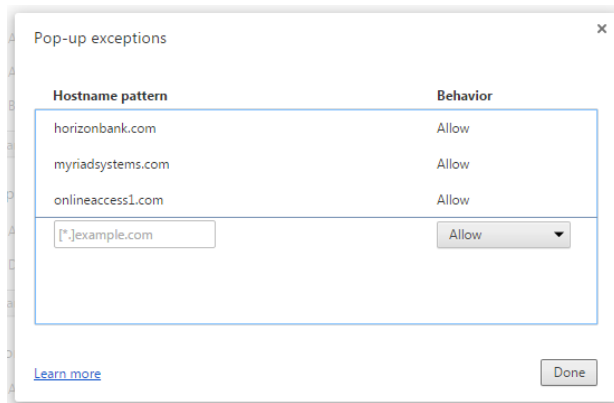 Pop-up exceptions
×
Hostname pattern Behavior
horizonbank.com Allow
myriadsystems.com Allow
onlineaccess1.com Allow
[*.]example.com Allow
Learn more Done